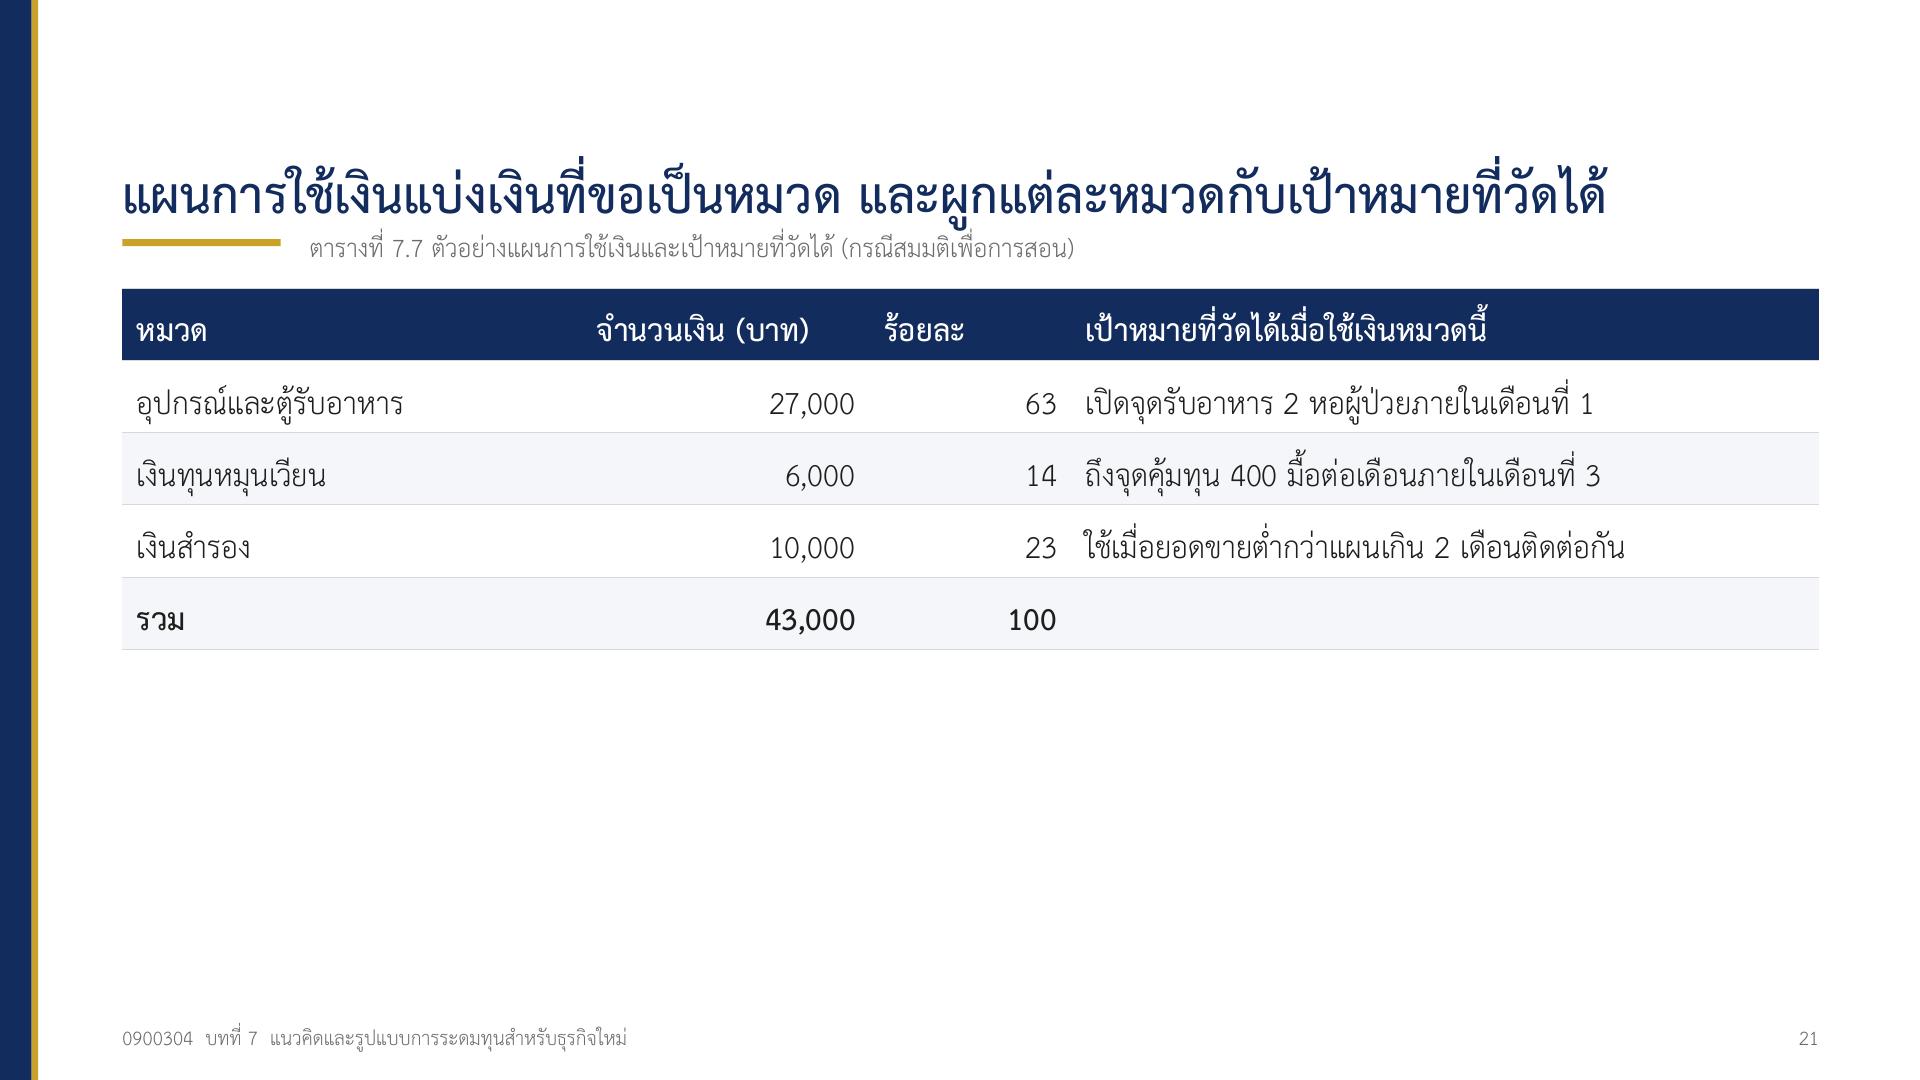 แผนการใช้เงินแบ่งเงินที่ขอเป็นหมวด และผูกแต่ละหมวดกับเป้าหมายที่วัดได้
ตารางที่ 7.7 ตัวอย่างแผนการใช้เงินและเป้าหมายที่วัดได้ (กรณีสมมติเพื่อการสอน)
หมวด จำนวนเงิน (บาท) ร้อยละ เป้าหมายที่วัดได้เมื่อใช้เงินหมวดนี้
อุปกรณ์และตู้รับอาหาร 27,000 63 เปิดจุดรับอาหาร 2 หอผู้ป่วยภายในเดือนที่ 1
เงินทุนหมุนเวียน 6,000 14 ถึงจุดคุ้มทุน 400 มื้อต่อเดือนภายในเดือนที่ 3
เงินสำรอง 10,000 23 ใช้เมื่อยอดขายต่ำกว่าแผนเกิน 2 เดือนติดต่อกัน
รวม 43,000 100
0900304 บทที่ 7 แนวคิดและรูปแบบการระดมทุนสำหรับธุรกิจใหม่ 21